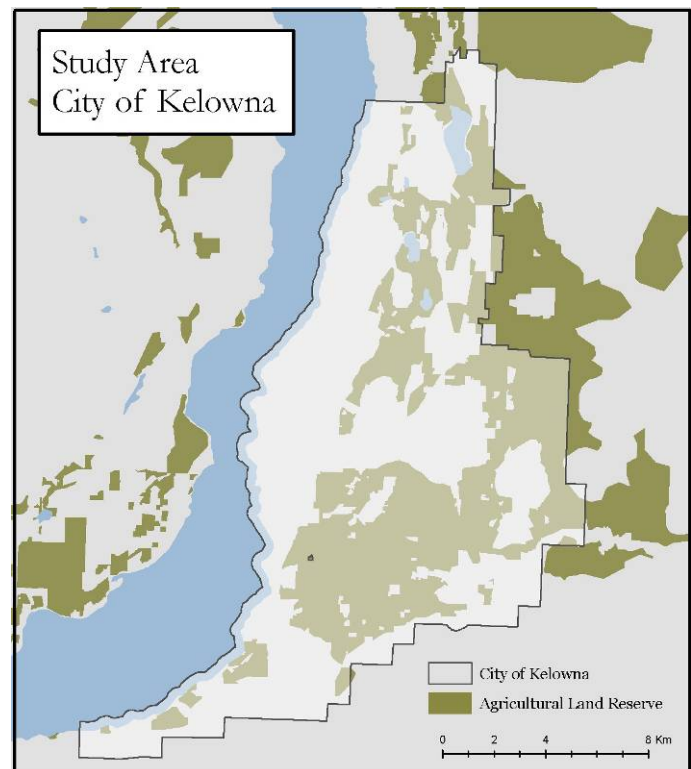 Study Area
City of Kelowna
City of Kelowna
Agricultural Land Reserve
0 2 4 8 Km